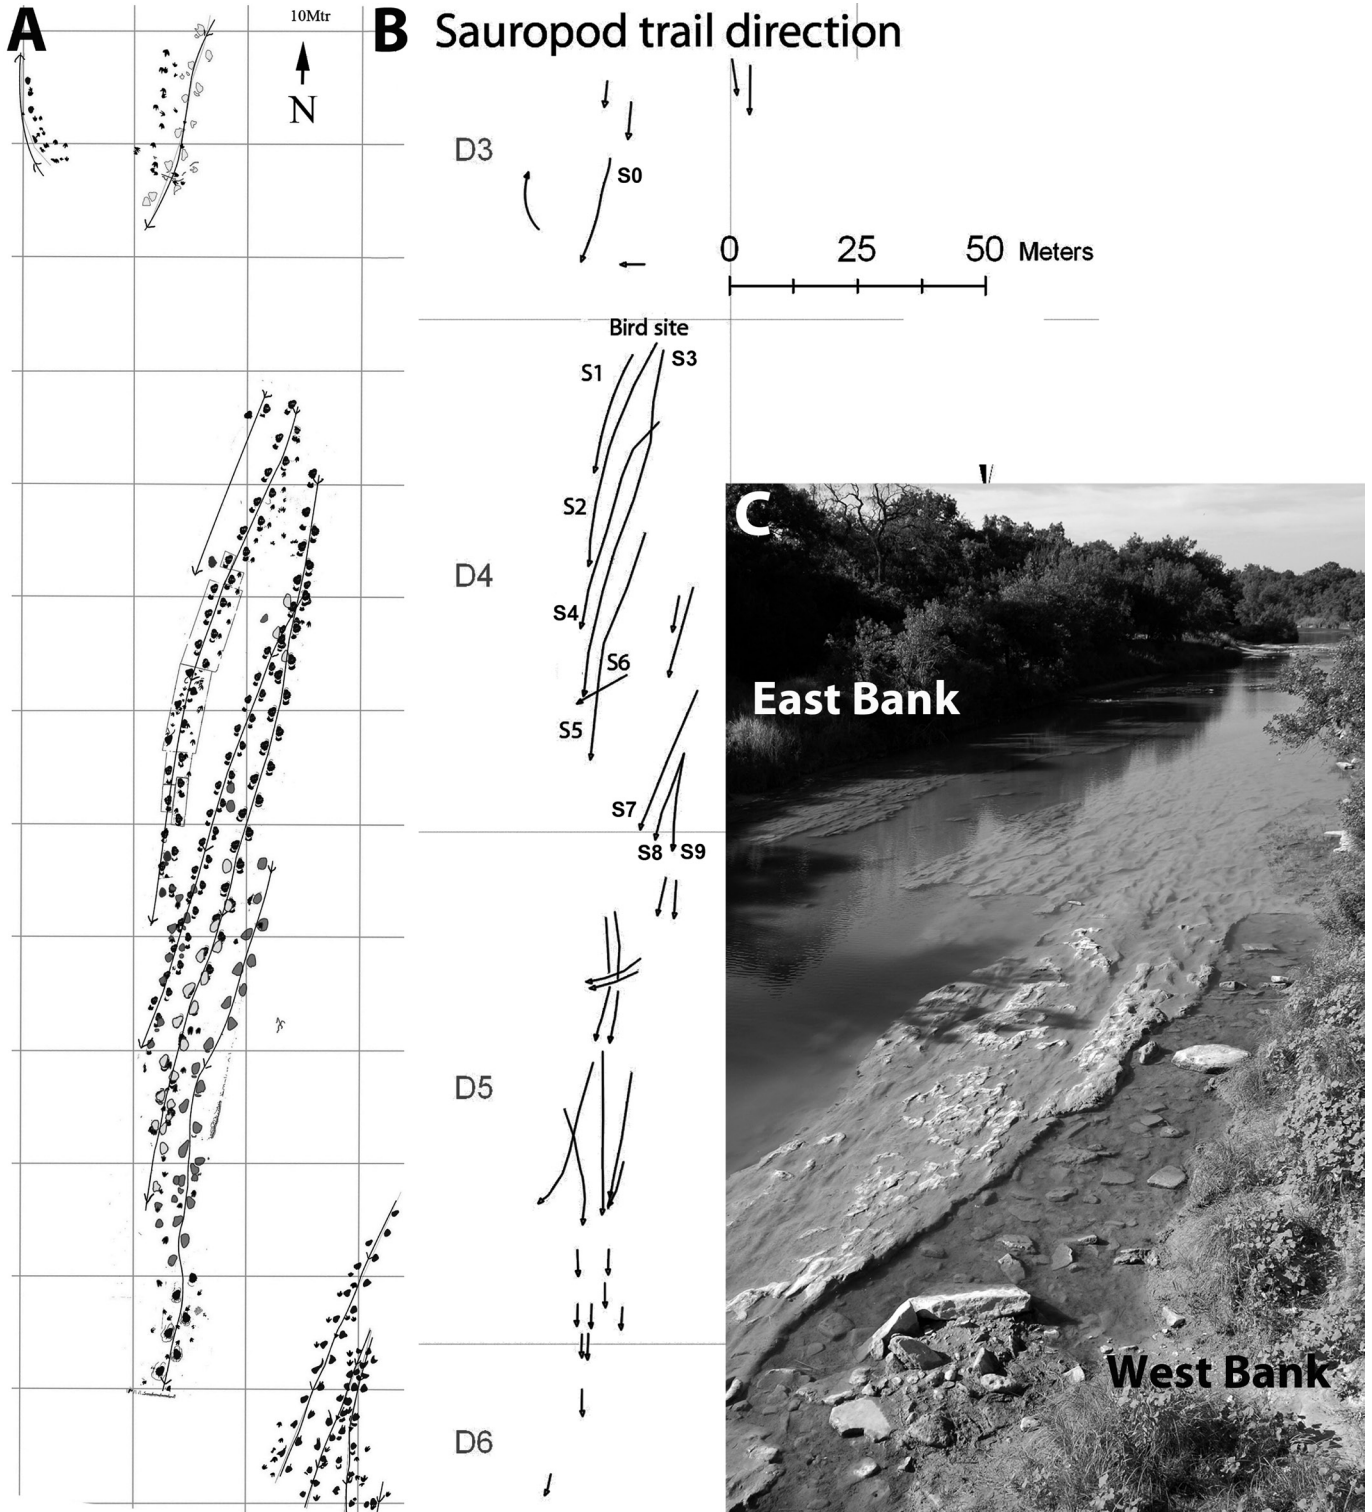 A
10Mtr
N
B
Sauropod trail direction
D3
S0
0 25 50 Meters
Bird site
S1
S3
S2
D4
S4
S6
S5
S7
S8 S9
D5
D6
C
East Bank
West Bank